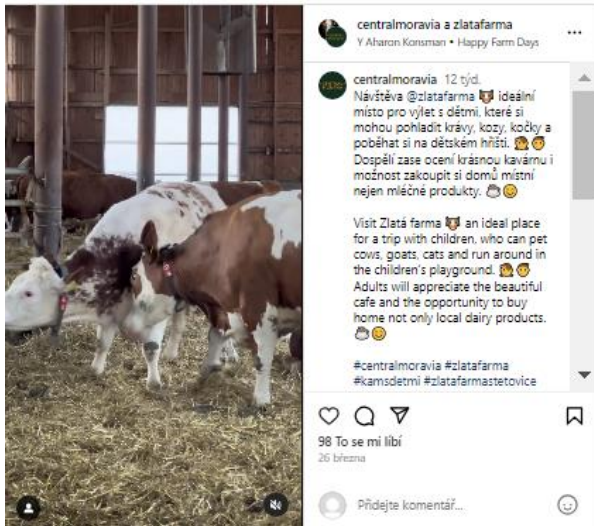 centralmoravia a zlatafarma
Y Aharon Konsman • Happy Farm Days
centralmoravia 12 týd.
Návštěva @zlatafarma 🐮 ideální
místo pro výlet s dětmi, které si
mohou pohladit krávy, kozy, kočky a
poběhat si na dětském hřišti. 👧👨
Dospělí zase ocení krásnou kavárnu i
možnost zakoupit si domů místní
nejen mléčné produkty. ☕😊
Visit Zlatá farma 🐮 an ideal place
for a trip with children, who can pet
cows, goats, cats and run around in
the children's playground. 👧👨
Adults will appreciate the beautiful
cafe and the opportunity to buy
home not only local dairy products.
☕😊
#centralmoravia #zlatafarma
#kamsdetmi #zlatafarmastetovice
98 To se mi líbí
26 března
Přidejte komentář...